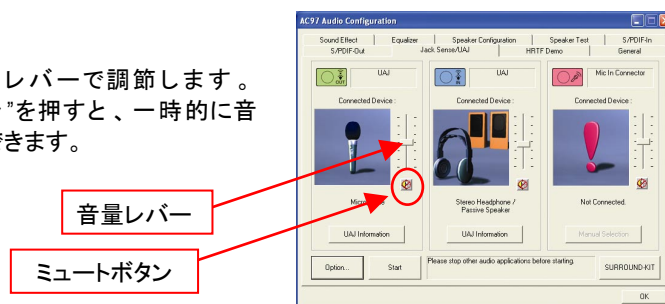 レバーで調節します。
”を押すと、一時的に音
きます。
音量レバー
ミュートボタン
AC97 Audio Configuration
Sound Effect Equalizer Speaker Configuration Speaker Test S/PDIF-In
S/PDIF-Out Jack Sense/UAJ HRTF Demo General
OUT UAJ
IN UAJ
Mic In Connector
Connected Device :
Connected Device :
Connected Device :
Stereo Headphone /
Passive Speaker
Not Connected.
UAJ Information
UAJ Information
Manual Selection
Option...
Start
Please stop other audio applications before starting.
SURROUND-KIT
OK